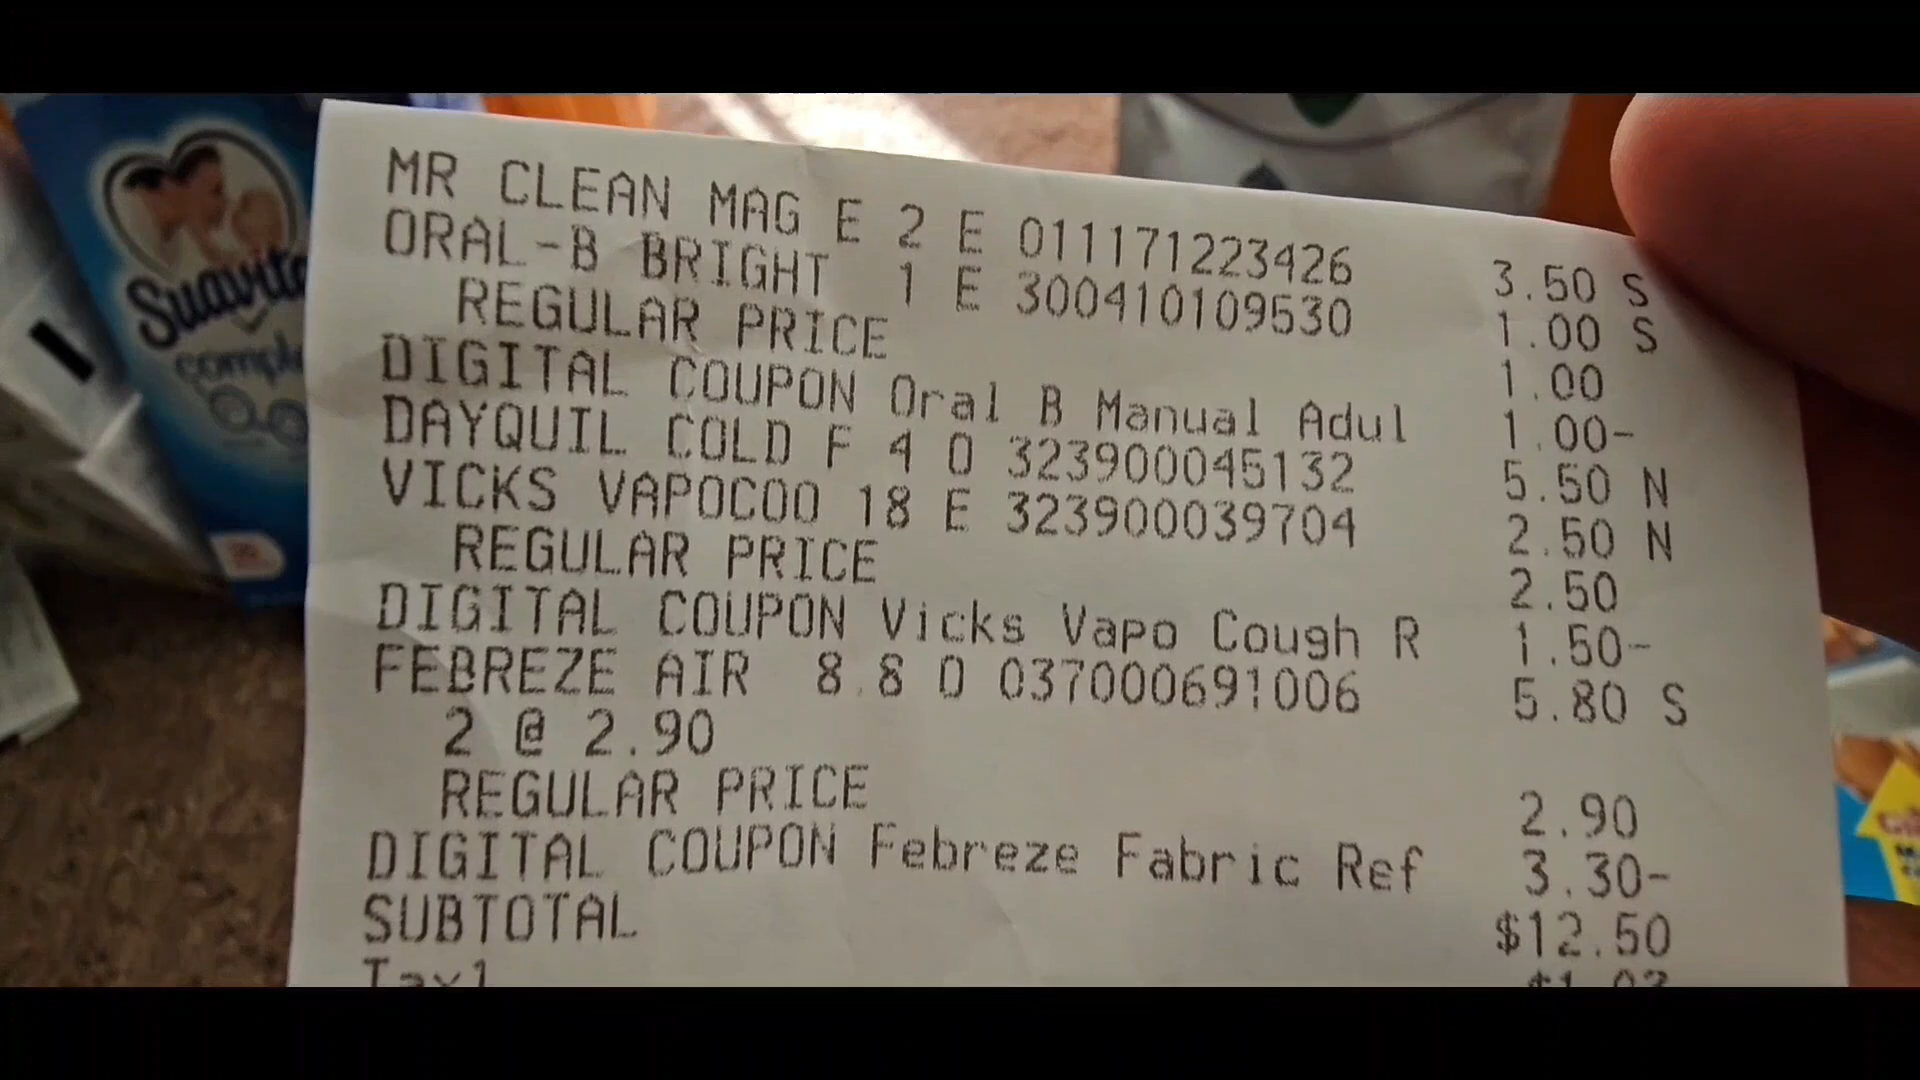 MR CLEAN MAG E 2 E 011171223426 3.50 S
ORAL-B BRIGHT 1 E 300410109530 1.00 S
REGULAR PRICE 1.00
DIGITAL COUPON Oral B Manual Adul 1.00-
DAYQUIL COLD F 4 0 323900045132 5.50 N
VICKS VAPOCOO 18 E 323900039704 2.50 N
REGULAR PRICE 2.50
DIGITAL COUPON Vicks Vapo Cough R 1.50-
FEBREZE AIR 8.8 0 037000691006 5.80 S
2 @ 2.90
REGULAR PRICE 2.90
DIGITAL COUPON Febreze Fabric Ref 3.30-
SUBTOTAL $12.50
Tax1
Suavite
comple